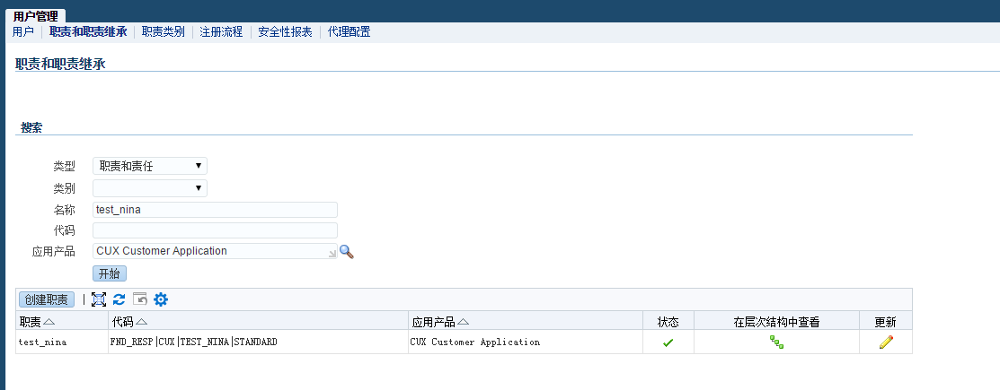 用户管理
用户 职责和职责继承 职责类别 注册流程 安全性报表 代理配置
职责和职责继承
搜索
类型 职责和责任
类别
名称 test_nina
代码
应用产品 CUX Customer Application
开始
创建职责
职责 代码 应用产品 状态 在层次结构中查看 更新
test_nina FND_RESP|CUX|TEST_NINA|STANDARD CUX Customer Application